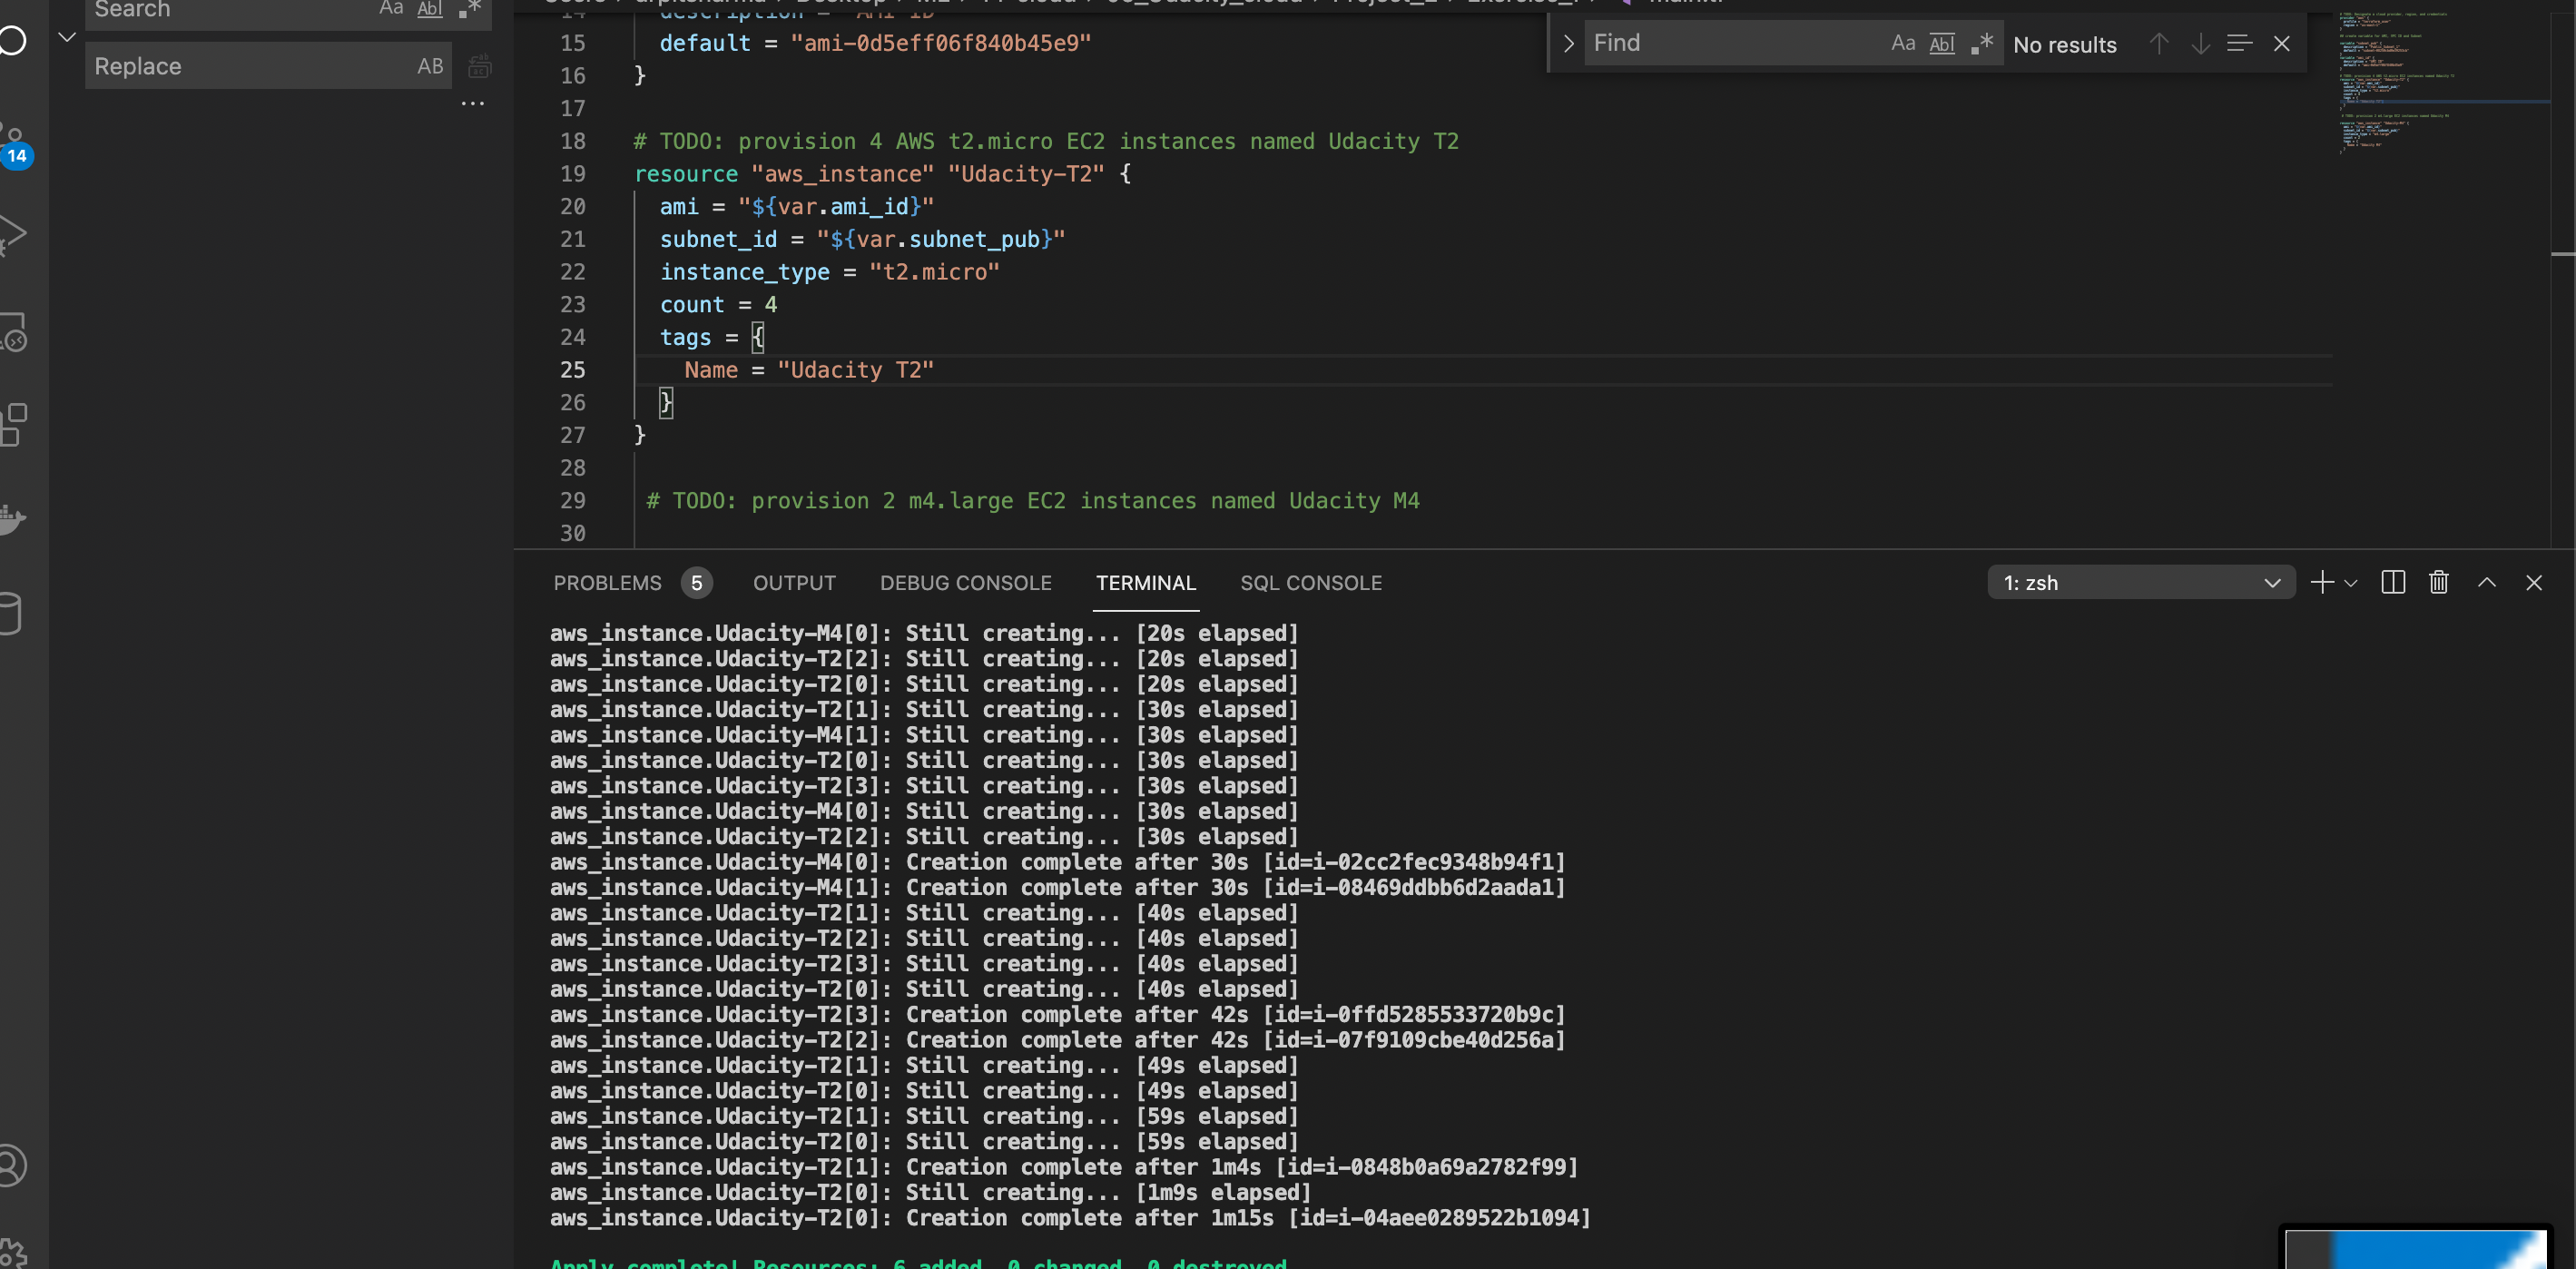 Search Aa Abl .*
Replace AB
...
14
15 default = "ami-0d5eff06f840b45e9"
16 }
17
18 # TODO: provision 4 AWS t2.micro EC2 instances named Udacity T2
19 resource "aws_instance" "Udacity-T2" {
20 ami = "${var.ami_id}"
21 subnet_id = "${var.subnet_pub}"
22 instance_type = "t2.micro"
23 count = 4
24 tags = {
25 Name = "Udacity T2"
26 }
27 }
28
29 # TODO: provision 2 m4.large EC2 instances named Udacity M4
30
Find Aa Abl .* No results
PROBLEMS 5 OUTPUT DEBUG CONSOLE TERMINAL SQL CONSOLE 1: zsh
aws_instance.Udacity-M4[0]: Still creating... [20s elapsed]
aws_instance.Udacity-T2[2]: Still creating... [20s elapsed]
aws_instance.Udacity-T2[0]: Still creating... [20s elapsed]
aws_instance.Udacity-T2[1]: Still creating... [30s elapsed]
aws_instance.Udacity-M4[1]: Still creating... [30s elapsed]
aws_instance.Udacity-T2[0]: Still creating... [30s elapsed]
aws_instance.Udacity-T2[3]: Still creating... [30s elapsed]
aws_instance.Udacity-M4[0]: Still creating... [30s elapsed]
aws_instance.Udacity-T2[2]: Still creating... [30s elapsed]
aws_instance.Udacity-M4[0]: Creation complete after 30s [id=i-02cc2fec9348b94f1]
aws_instance.Udacity-M4[1]: Creation complete after 30s [id=i-08469ddbb6d2aada1]
aws_instance.Udacity-T2[1]: Still creating... [40s elapsed]
aws_instance.Udacity-T2[2]: Still creating... [40s elapsed]
aws_instance.Udacity-T2[3]: Still creating... [40s elapsed]
aws_instance.Udacity-T2[0]: Still creating... [40s elapsed]
aws_instance.Udacity-T2[3]: Creation complete after 42s [id=i-0ffd5285533720b9c]
aws_instance.Udacity-T2[2]: Creation complete after 42s [id=i-07f9109cbe40d256a]
aws_instance.Udacity-T2[1]: Still creating... [49s elapsed]
aws_instance.Udacity-T2[0]: Still creating... [49s elapsed]
aws_instance.Udacity-T2[1]: Still creating... [59s elapsed]
aws_instance.Udacity-T2[0]: Still creating... [59s elapsed]
aws_instance.Udacity-T2[1]: Creation complete after 1m4s [id=i-0848b0a69a2782f99]
aws_instance.Udacity-T2[0]: Still creating... [1m9s elapsed]
aws_instance.Udacity-T2[0]: Creation complete after 1m15s [id=i-04aee0289522b1094]
Apply complete! Resources: 6 added, 0 changed, 0 destroyed